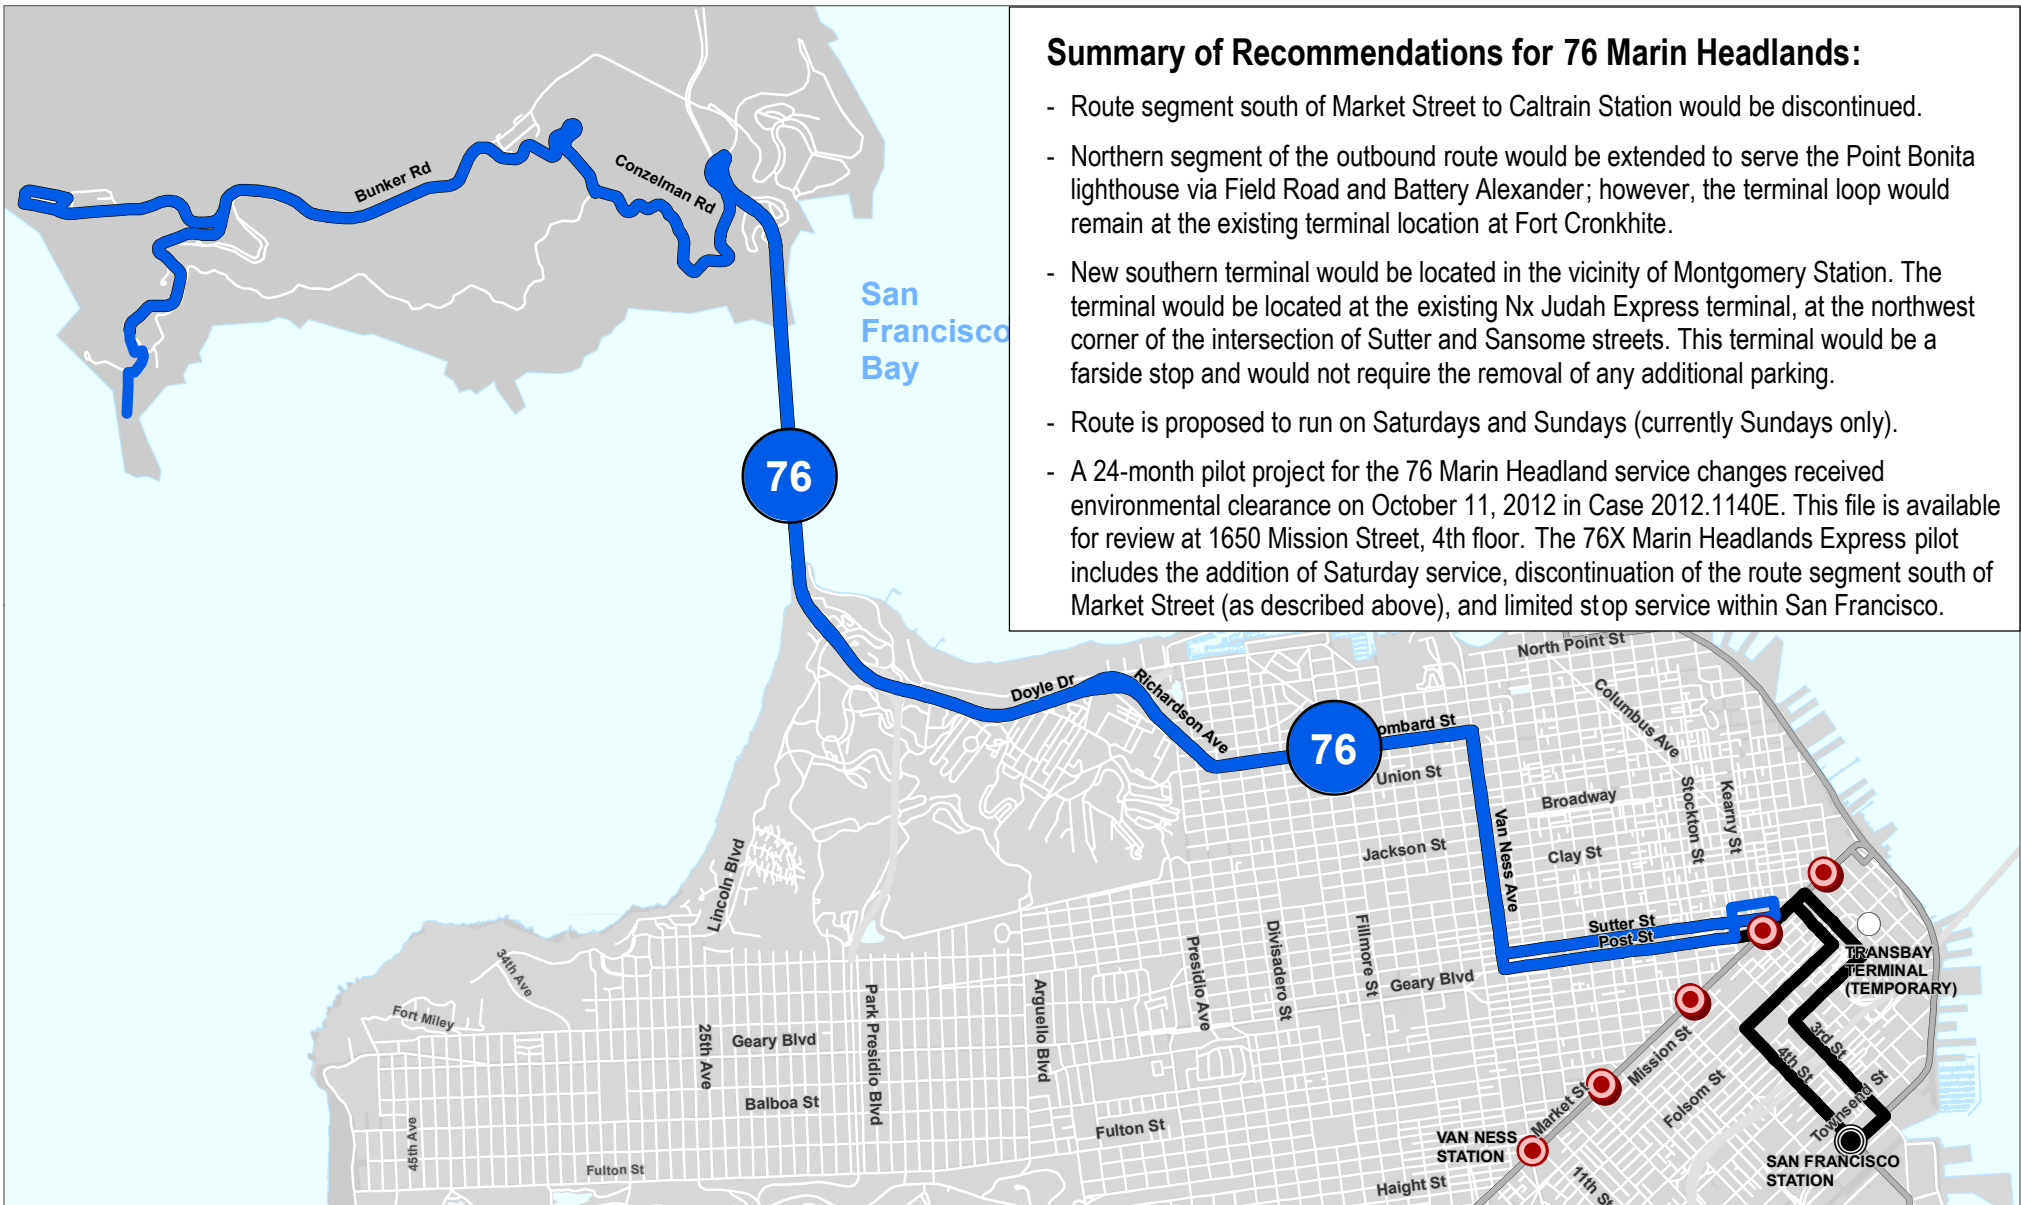 Summary of Recommendations for 76 Marin Headlands:
- Route segment south of Market Street to Caltrain Station would be discontinued.
- Northern segment of the outbound route would be extended to serve the Point Bonita
lighthouse via Field Road and Battery Alexander; however, the terminal loop would
remain at the existing terminal location at Fort Cronkhite.
- New southern terminal would be located in the vicinity of Montgomery Station. The
terminal would be located at the existing Nx Judah Express terminal, at the northwest
corner of the intersection of Sutter and Sansome streets. This terminal would be a
farside stop and would not require the removal of any additional parking.
- Route is proposed to run on Saturdays and Sundays (currently Sundays only).
- A 24-month pilot project for the 76 Marin Headland service changes received
environmental clearance on October 11, 2012 in Case 2012.1140E. This file is available
for review at 1650 Mission Street, 4th floor. The 76X Marin Headlands Express pilot
includes the addition of Saturday service, discontinuation of the route segment south of
Market Street (as described above), and limited stop service within San Francisco.
Bunker Rd
Conzelman Rd
San
Francisco
Bay
76
North Point St
Doyle Dr
Richardson Ave
Columbus Ave
76
ombard St
Union St
Broadway
Stockton St
Kearny St
Van Ness Ave
Jackson St
Clay St
Lincoln Blvd
Sutter St
Post St
Fillmore St
Divisadero St
Presidio Ave
Geary Blvd
34th Ave
Fort Miley
TRANSBAY
TERMINAL
(TEMPORARY)
Park Presidio Blvd
Arguello Blvd
25th Ave
Geary Blvd
3rd St
4th St
Mission St
Market St
Folsom St
Townsend St
Balboa St
45th Ave
Fulton St
Fulton St
VAN NESS
STATION
SAN FRANCISCO
STATION
Haight St
11th St